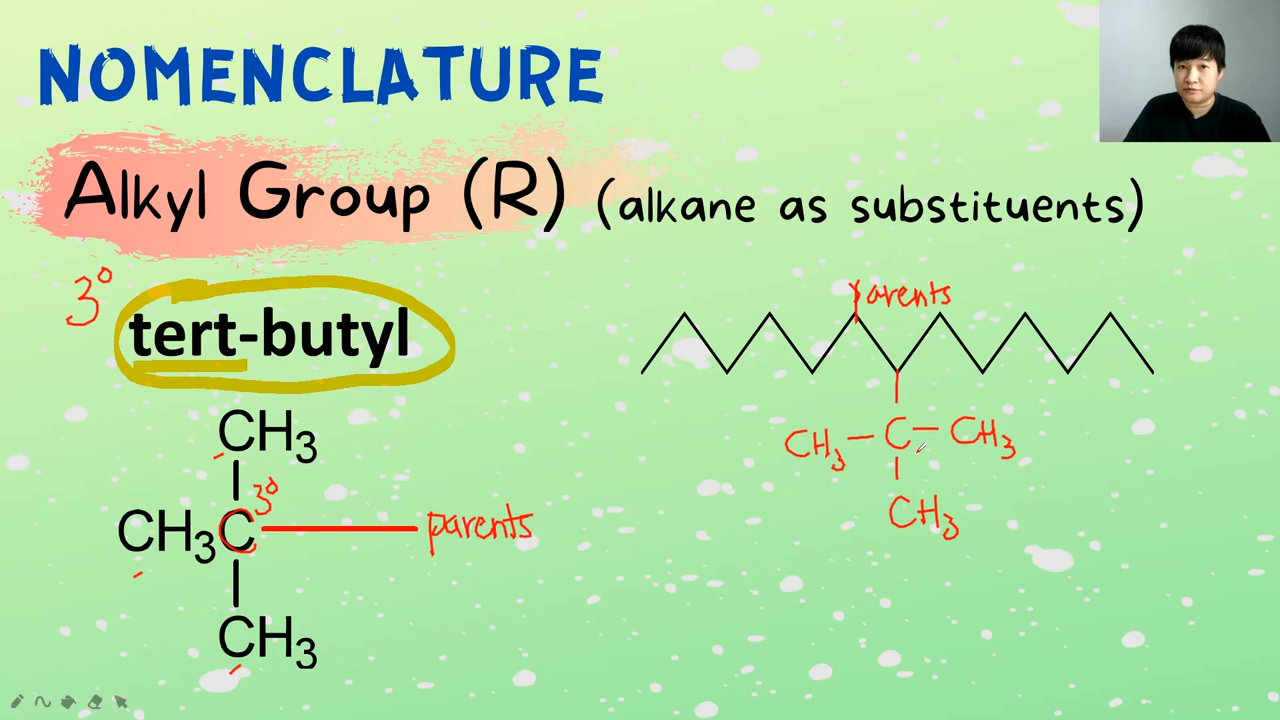 NOMENCLATURE
Alkyl Group (R) (alkane as substituents)
3°
tert-butyl
parents
CH3
3°
CH3C
parents
CH3
CH3 C CH3
CH3